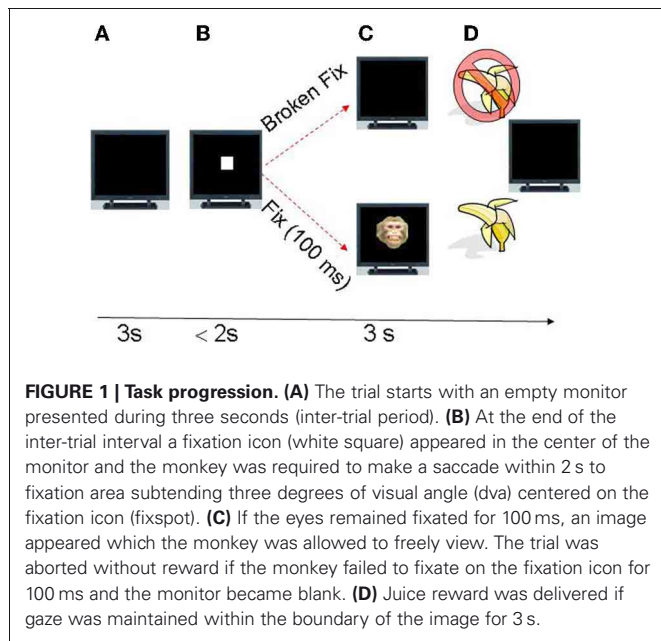 A B C D
Broken Fix
Fix (100 ms)
3s < 2s 3 s
FIGURE 1 | Task progression. (A) The trial starts with an empty monitor
presented during three seconds (inter-trial period). (B) At the end of the
inter-trial interval a fixation icon (white square) appeared in the center of the
monitor and the monkey was required to make a saccade within 2 s to
fixation area subtending three degrees of visual angle (dva) centered on the
fixation icon (fixspot). (C) If the eyes remained fixated for 100 ms, an image
appeared which the monkey was allowed to freely view. The trial was
aborted without reward if the monkey failed to fixate on the fixation icon for
100 ms and the monitor became blank. (D) Juice reward was delivered if
gaze was maintained within the boundary of the image for 3 s.